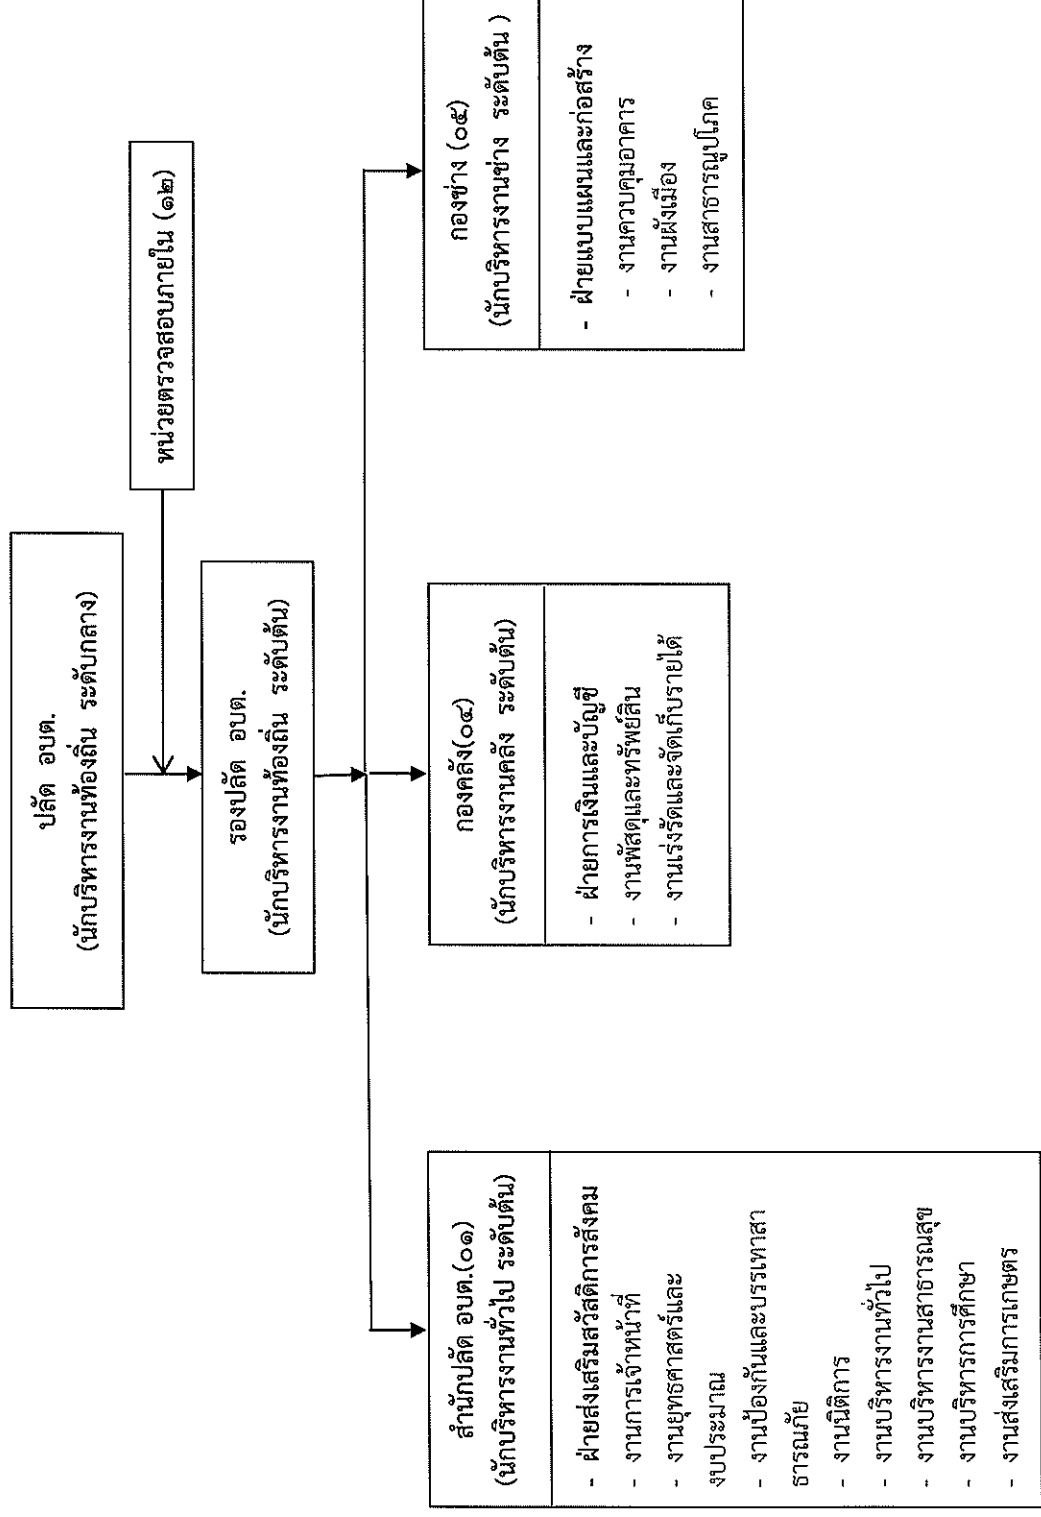 ปลัด อบต.
(นักบริหารงานท้องถิ่น ระดับกลาง)
หน่วยตรวจสอบภายใน (๑๒)
รองปลัด อบต.
(นักบริหารงานท้องถิ่น ระดับต้น)
สำนักปลัด อบต.(๐๑)
(นักบริหารงานทั่วไป ระดับต้น)
- ฝ่ายส่งเสริมสวัสดิการสังคม
- งานการเจ้าหน้าที่
- งานยุทธศาสตร์และ
งบประมาณ
- งานป้องกันและบรรเทาสา
ธารณภัย
- งานนิติการ
- งานบริหารงานทั่วไป
- งานบริหารงานสาธารณสุข
- งานบริหารการศึกษา
- งานส่งเสริมการเกษตร
กองคลัง(๐๔)
(นักบริหารงานคลัง ระดับต้น)
- ฝ่ายการเงินและบัญชี
- งานพัสดุและทรัพย์สิน
- งานเร่งรัดและจัดเก็บรายได้
กองช่าง (๐๕)
(นักบริหารงานช่าง ระดับต้น )
- ฝ่ายแบบแผนและก่อสร้าง
- งานควบคุมอาคาร
- งานผังเมือง
- งานสาธารณูปโภค